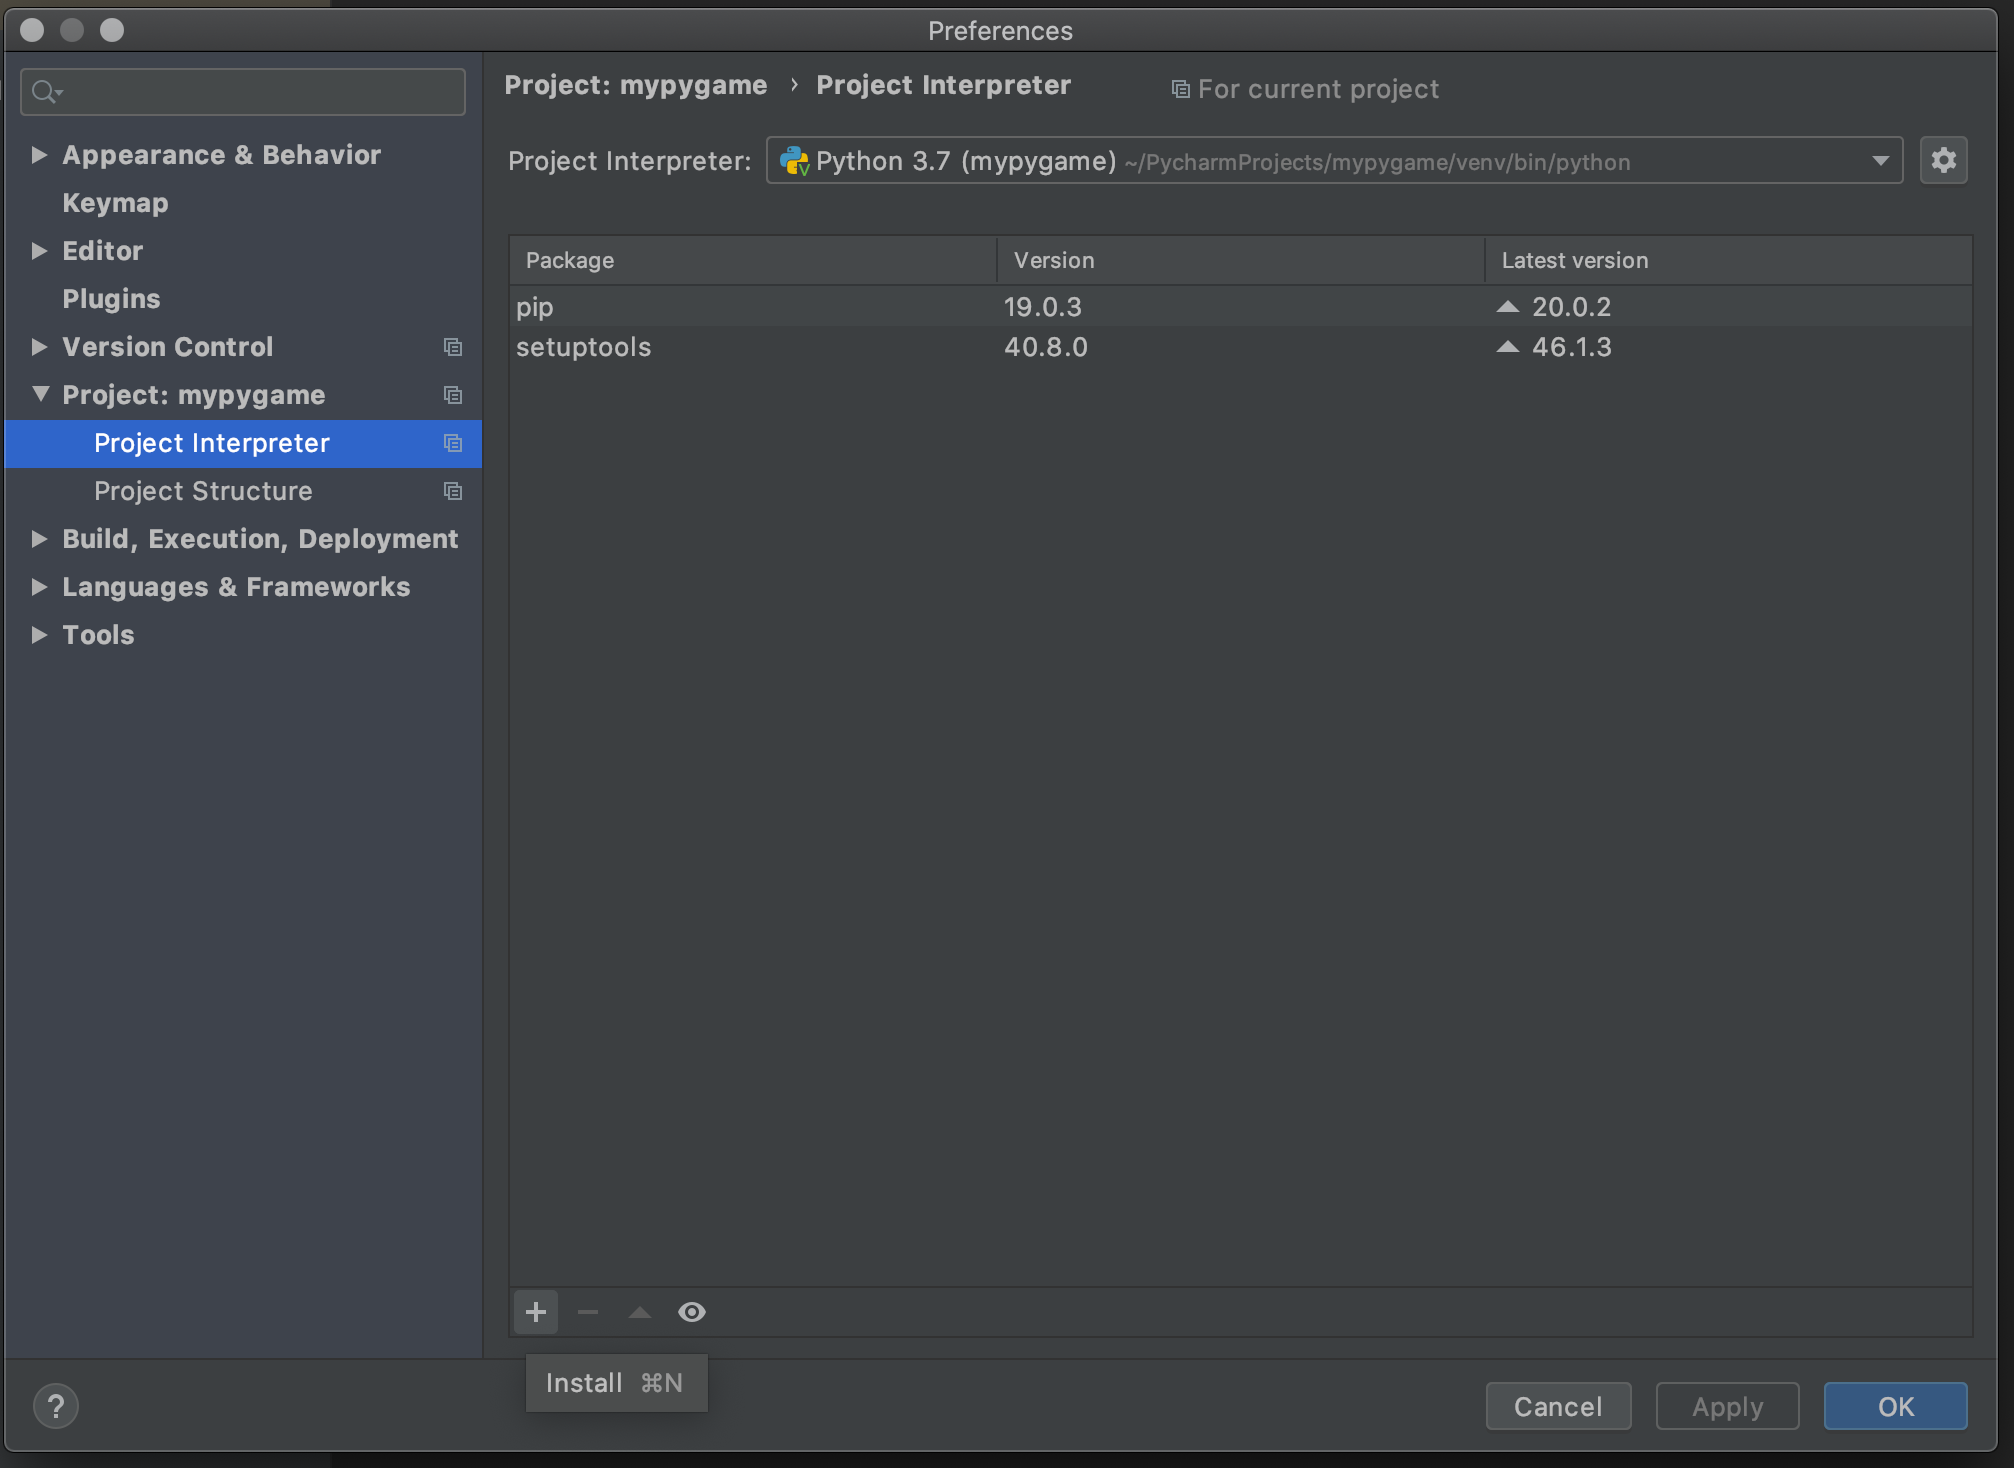 Preferences
Project: mypygame › Project Interpreter For current project
Appearance & Behavior
Keymap
Editor
Plugins
Version Control
Project: mypygame
Project Interpreter
Project Structure
Build, Execution, Deployment
Languages & Frameworks
Tools
Project Interpreter: Python 3.7 (mypygame) ~/PycharmProjects/mypygame/venv/bin/python
Package Version Latest version
pip 19.0.3 20.0.2
setuptools 40.8.0 46.1.3
Install ⌘N
? Cancel Apply OK